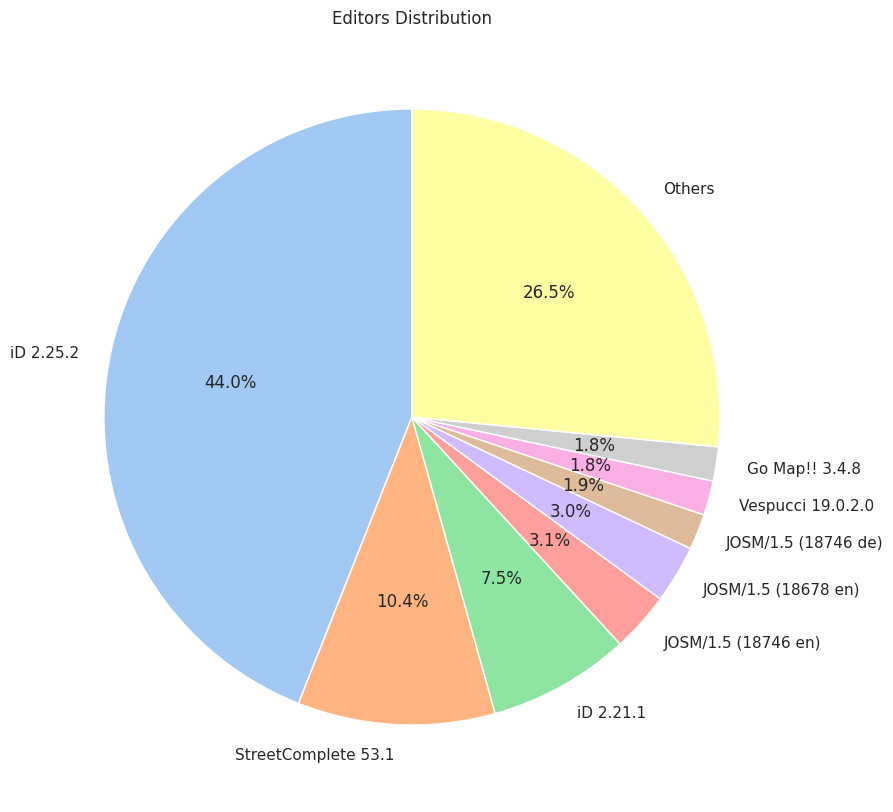 Editors Distribution
Others
26.5%
iD 2.25.2
44.0%
1.8%
Go Map!! 3.4.8
1.8%
Vespucci 19.0.2.0
1.9%
JOSM/1.5 (18746 de)
3.0%
JOSM/1.5 (18678 en)
3.1%
JOSM/1.5 (18746 en)
7.5%
iD 2.21.1
10.4%
StreetComplete 53.1